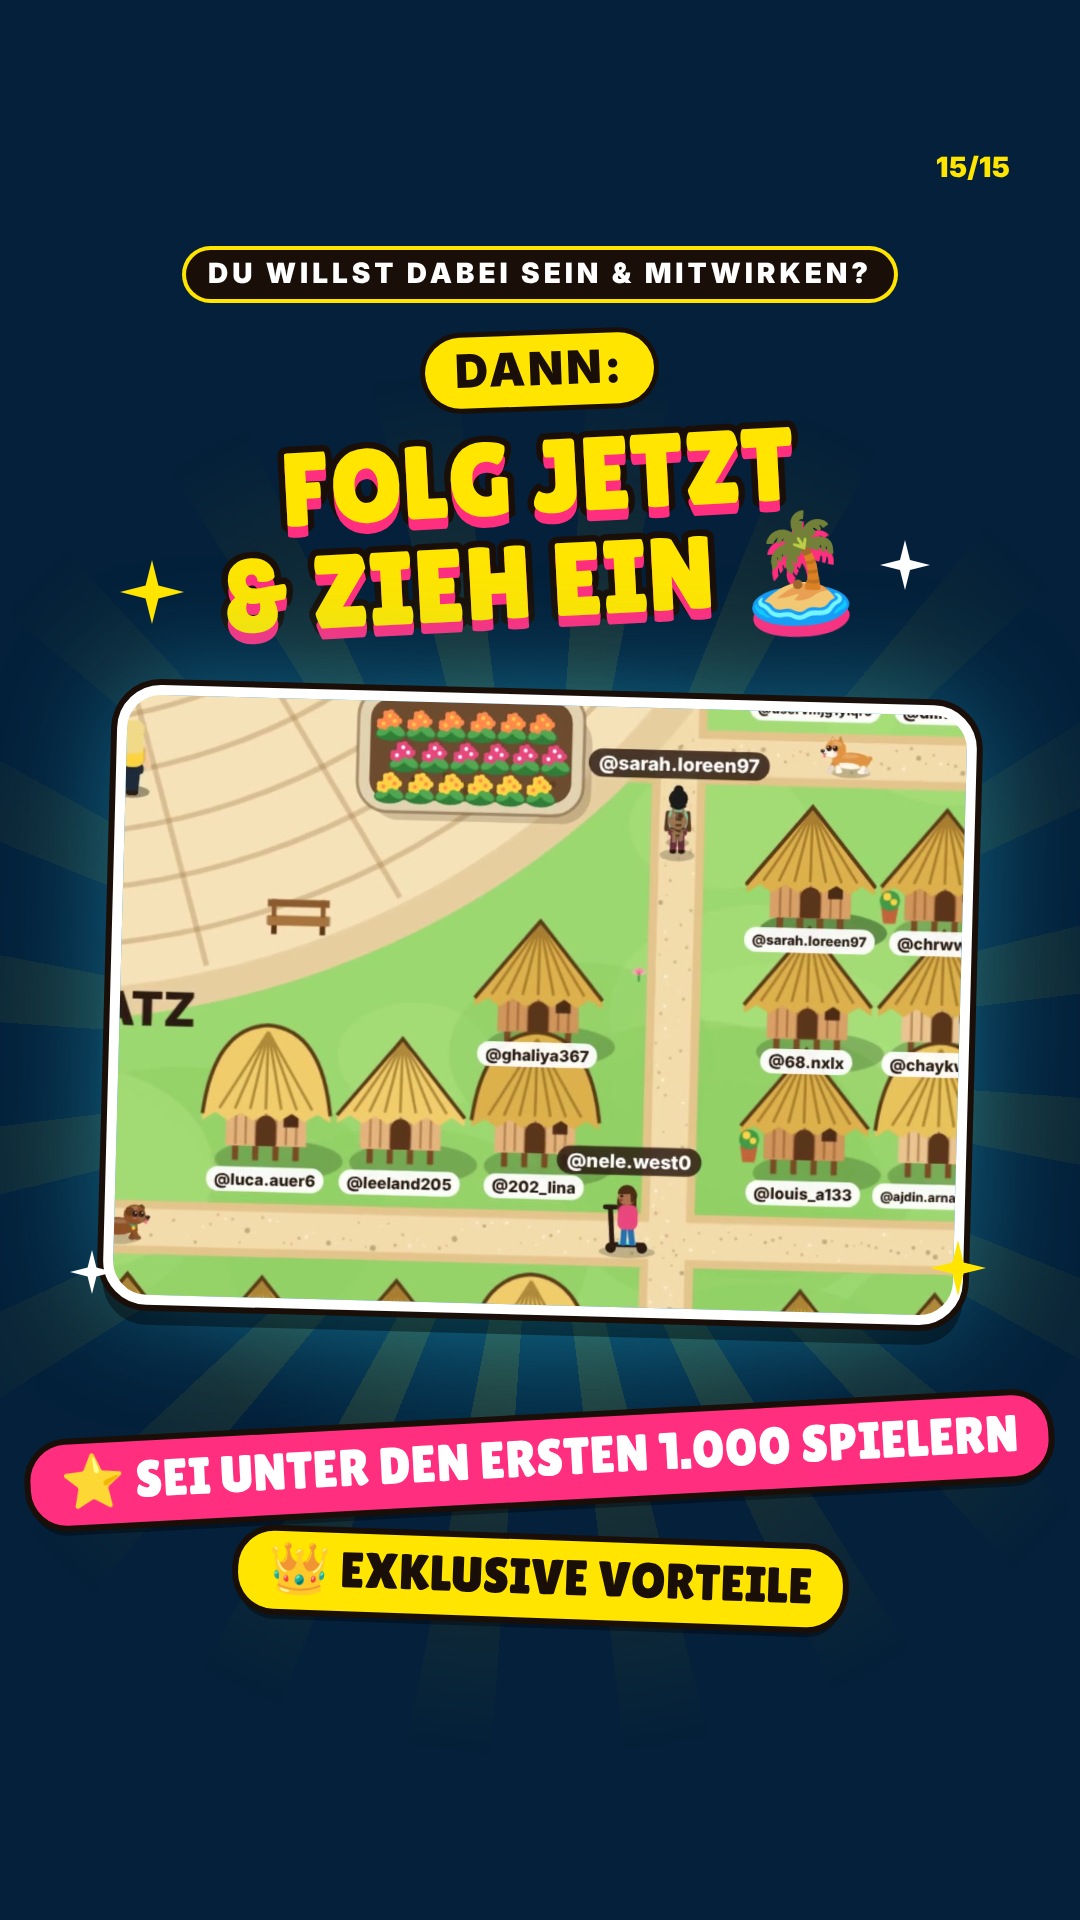 15/15
DU WILLST DABEI SEIN & MITWIRKEN?
DANN:
FOLG JETZT
& ZIEH EIN
@sarah.loreen97
@sarah.loreen97
@chrww
ATZ
@ghaliya367
@68.nxlx
@chaykw
@luca.auer6
@leeland205
@202_lina
@nele.west0
@louis_a133
@ajdin.arna
SEI UNTER DEN ERSTEN 1.000 SPIELERN
EXKLUSIVE VORTEILE